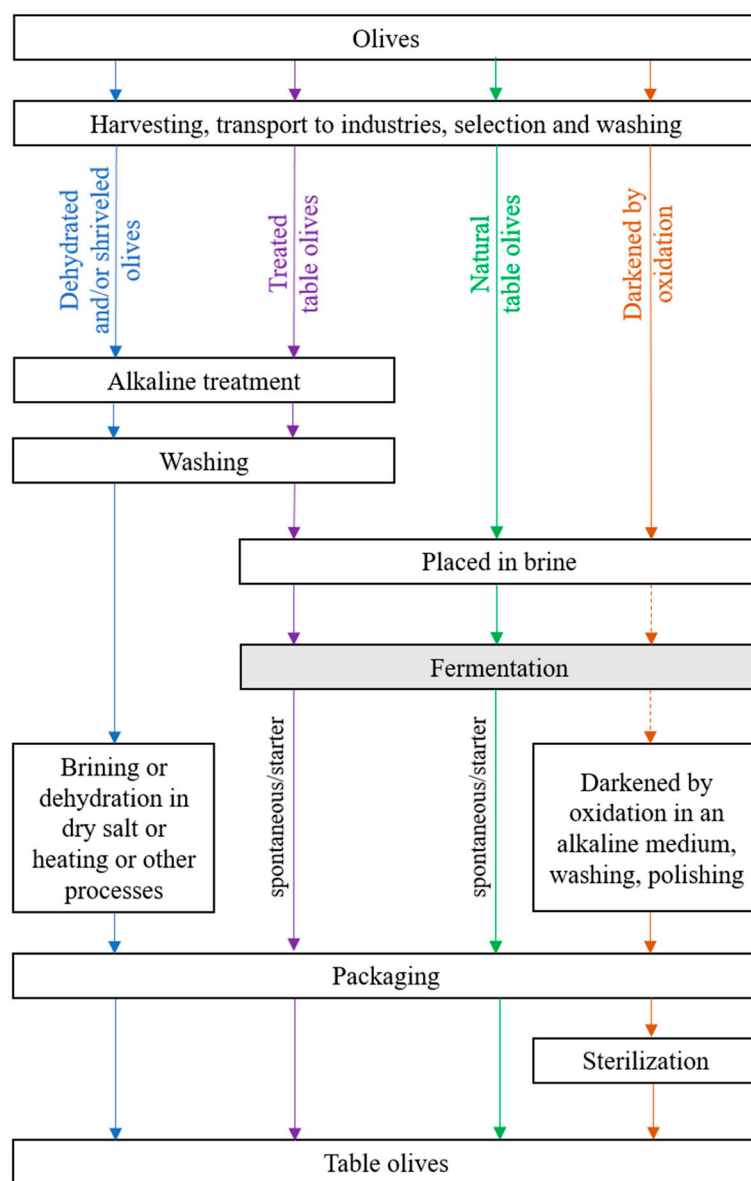 Olives
Harvesting, transport to industries, selection and washing
Dehydrated
and/or shriveled
olives
Treated
table olives
Natural
table olives
Darkened by
oxidation
Alkaline treatment
Washing
Placed in brine
Fermentation
Brining or
dehydration in
dry salt or
heating or other
processes
spontaneous/starter
spontaneous/starter
Darkened by
oxidation in an
alkaline medium,
washing, polishing
Packaging
Sterilization
Table olives